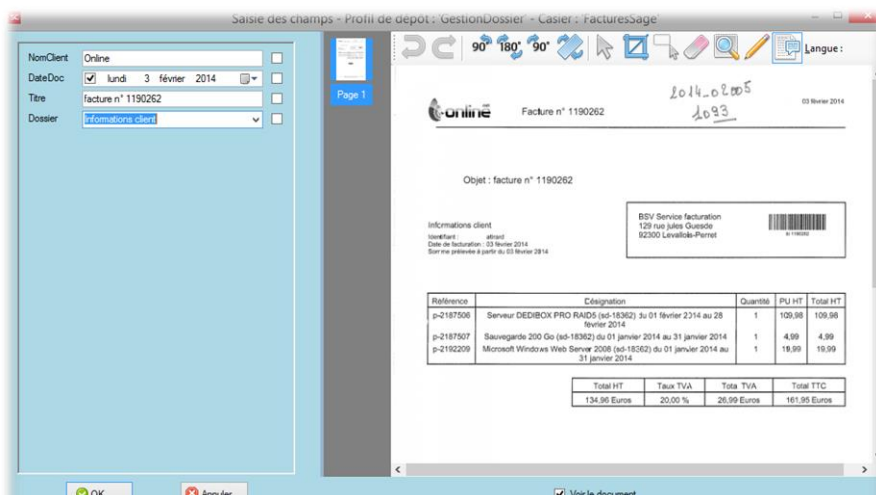 Saisie des champs - Profil de dépôt : 'GestionDossier' - Casier : 'FacturesSage'
NomClient Online
DateDoc lundi 3 février 2014
Titre facture n° 1190262
Dossier Informations client
Page 1
90° 180° 90° Langue :
2014-02005
1093
online Facture n° 1190262
03 février 2014
Objet : facture n° 1190262
Informations client
Identifiant : afirard
Date de facturation : 03 février 2014
Somme prélevée à partir du 03 février 2014
BSV Service facturation
129 rue jules Guesde
92300 Levallois-Perret
Référence Désignation Quantité PU HT Total HT
p-2187506 Serveur DEDIBOX PRO RAID5 (sd-18362) du 01 février 2014 au 28 février 2014 1 109,98 109,98
p-2187507 Sauvegarde 200 Go (sd-18362) du 01 janvier 2014 au 31 janvier 2014 1 4,99 4,99
p-2192209 Microsoft Windows Web Server 2008 (sd-18362) du 01 janvier 2014 au 31 janvier 2014 1 19,99 19,99
Total HT Taux TVA Total TVA Total TTC
134,96 Euros 20,00 % 26,99 Euros 161,95 Euros
OK Annuler Voir le document